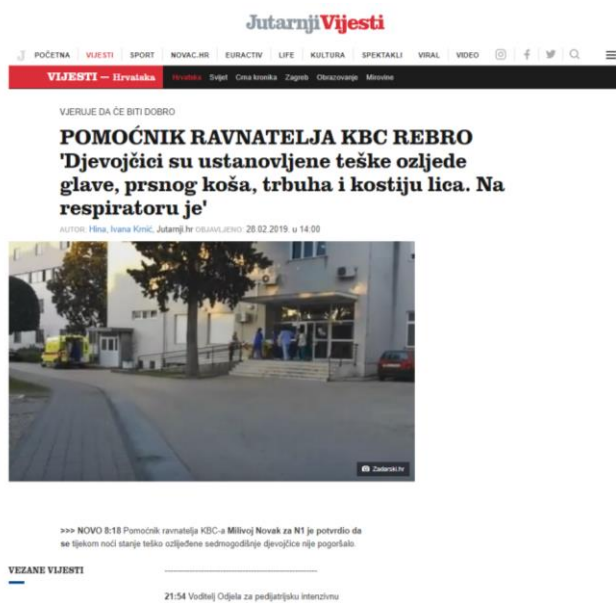 JutarnjiVijesti
J POČETNA VIJESTI SPORT NOVAC.HR EURACTIV LIFE KULTURA SPEKTAKLI VIRAL VIDEO
VIJESTI — Hrvatska Hrvatska Svijet Crna kronika Zagreb Obrazovanje Mirovine
VJERUJE DA ĆE BITI DOBRO
POMOĆNIK RAVNATELJA KBC REBRO
'Djevojčici su ustanovljene teške ozljede
glave, prsnog koša, trbuha i kostiju lica. Na
respiratoru je'
AUTOR: Hina, Ivana Krnić, Jutarnji.hr OBJAVLJENO: 28.02.2019. u 14:00
Zadarski.hr
>>> NOVO 8:18 Pomoćnik ravnatelja KBC-a Milivoj Novak za N1 je potvrdio da
se tijekom noći stanje teško ozlijeđene sedmogodišnje djevojčice nije pogoršalo.
VEZANE VIJESTI
21:54 Voditelj Odjela za pedijatrijsku intenzivnu